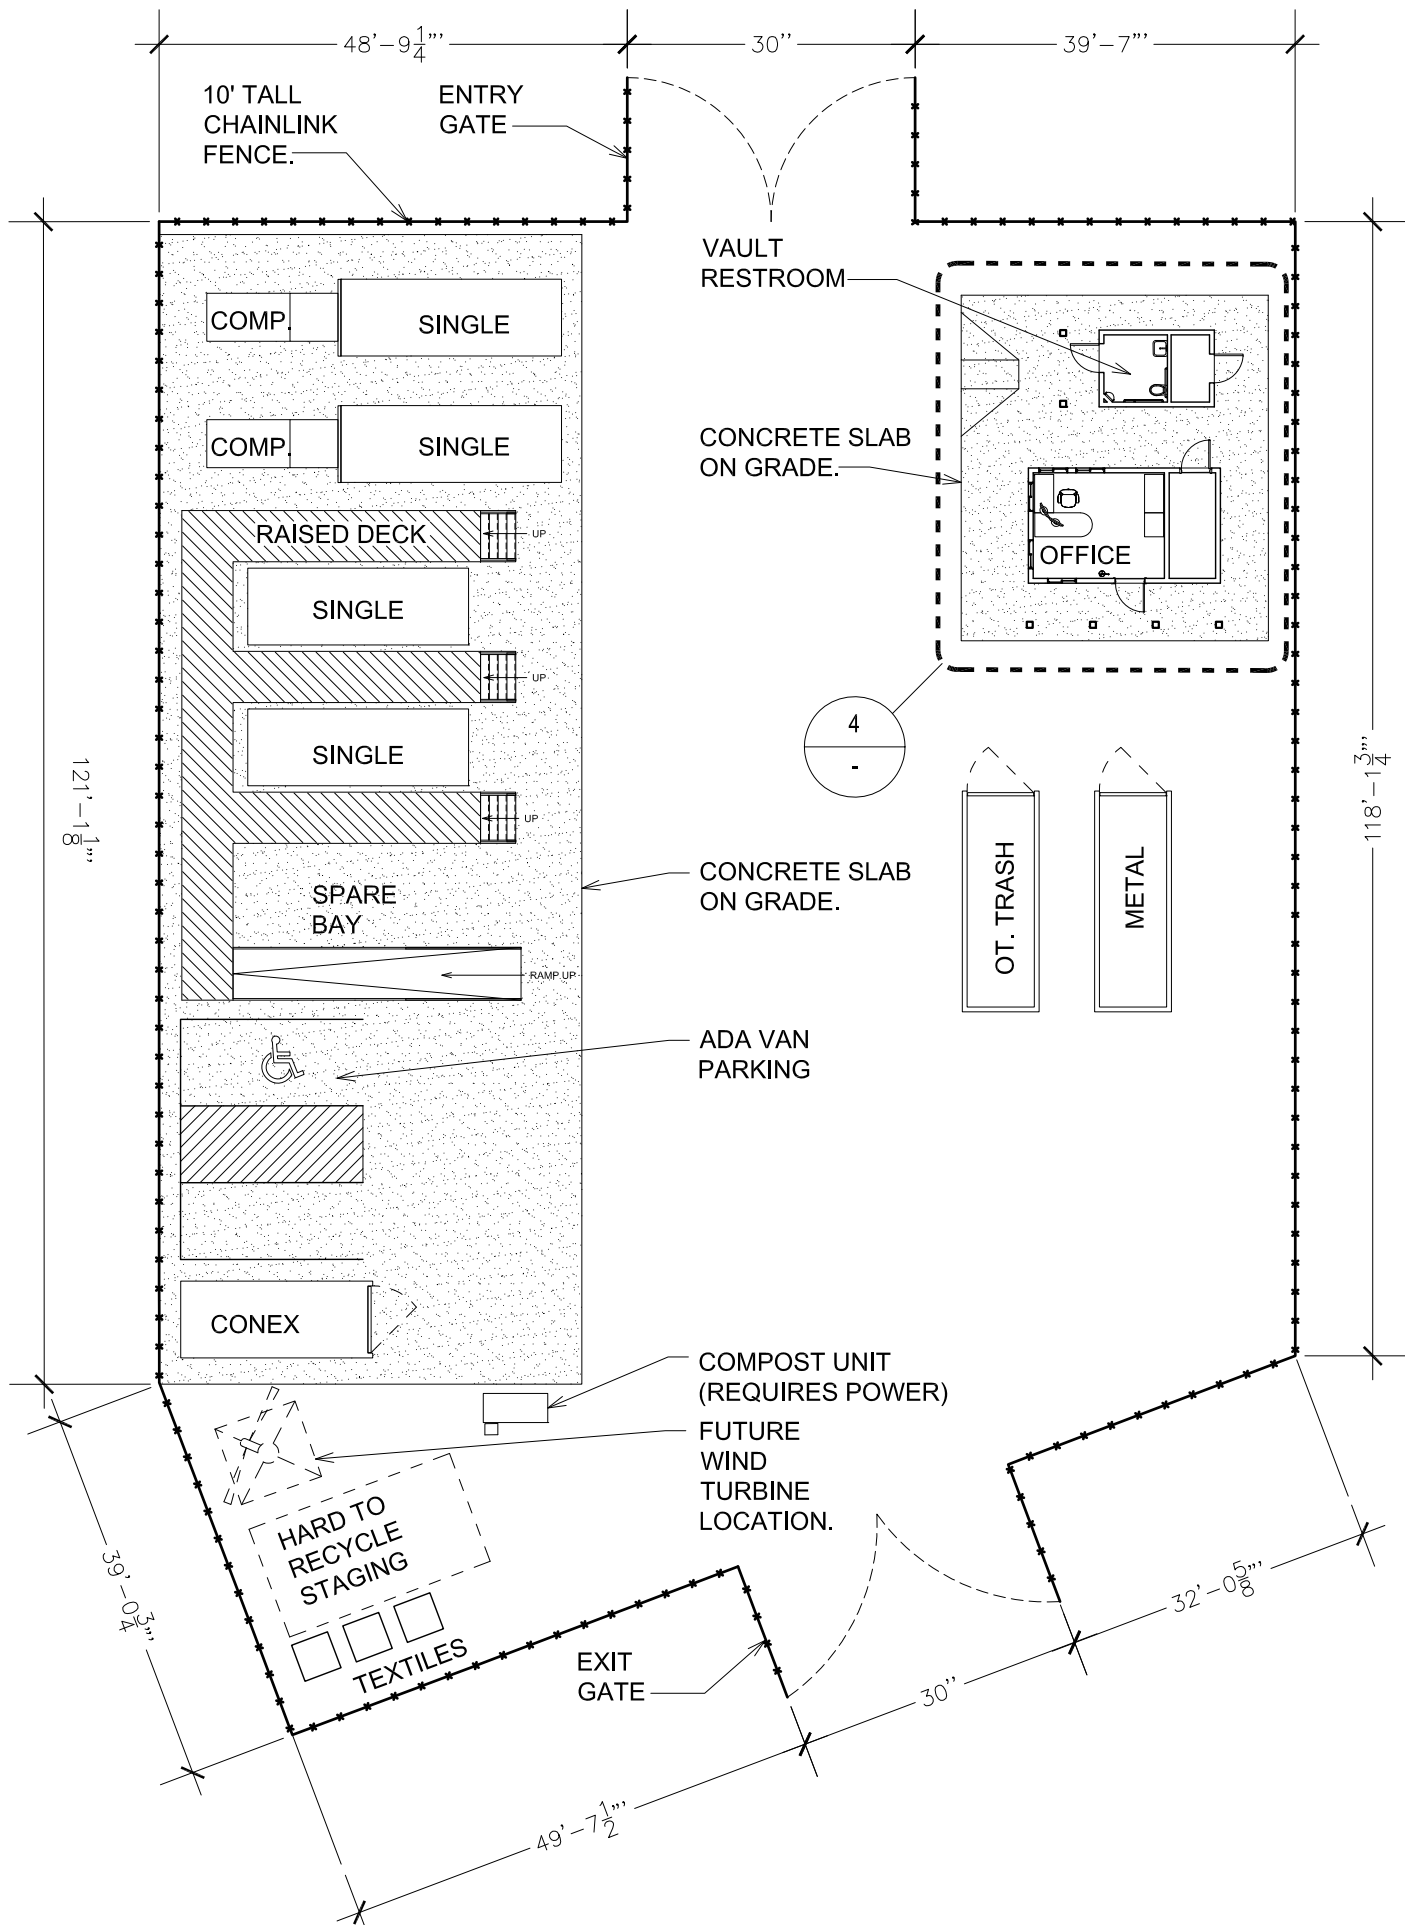 48'-9 1/4"'
30''
39'-7"'
10' TALL
CHAINLINK
FENCE.
ENTRY
GATE
VAULT
RESTROOM
COMP.
SINGLE
COMP.
SINGLE
CONCRETE SLAB
ON GRADE.
RAISED DECK
UP
OFFICE
SINGLE
UP
4
-
SINGLE
UP
121'-1 1/8"'
118'-1 3/4"'
CONCRETE SLAB
ON GRADE.
SPARE
BAY
OT. TRASH
METAL
RAMP UP
ADA VAN
PARKING
CONEX
COMPOST UNIT
(REQUIRES POWER)
FUTURE
WIND
TURBINE
LOCATION.
HARD TO
RECYCLE
STAGING
TEXTILES
39'-0 3/4"'
EXIT
GATE
32'-0 5/8"'
30''
49'-7 1/2"'